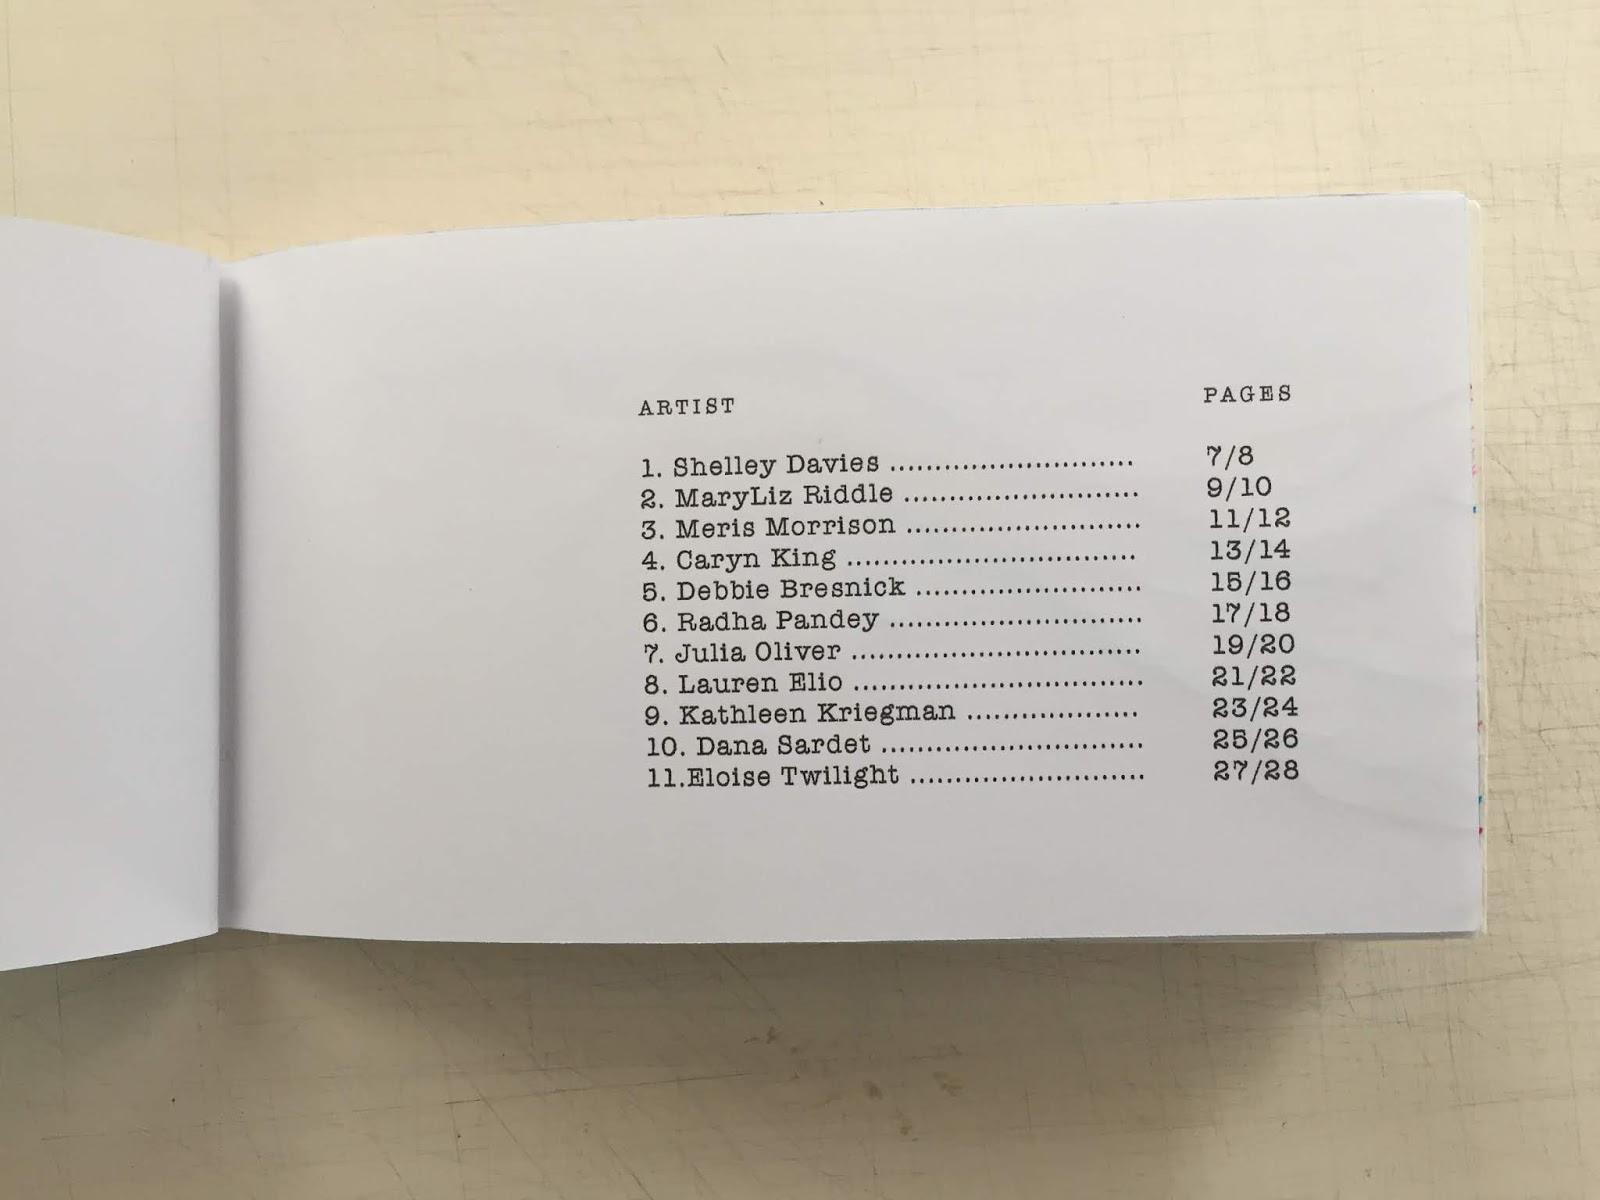 ARTIST PAGES
1. Shelley Davies ........................... 7/8
2. MaryLiz Riddle .......................... 9/10
3. Meris Morrison .......................... 11/12
4. Caryn King ................................ 13/14
5. Debbie Bresnick ......................... 15/16
6. Radha Pandey ............................ 17/18
7. Julia Oliver ................................ 19/20
8. Lauren Elio ................................ 21/22
9. Kathleen Kriegman ................... 23/24
10. Dana Sardet ............................. 25/26
11.Eloise Twilight .......................... 27/28